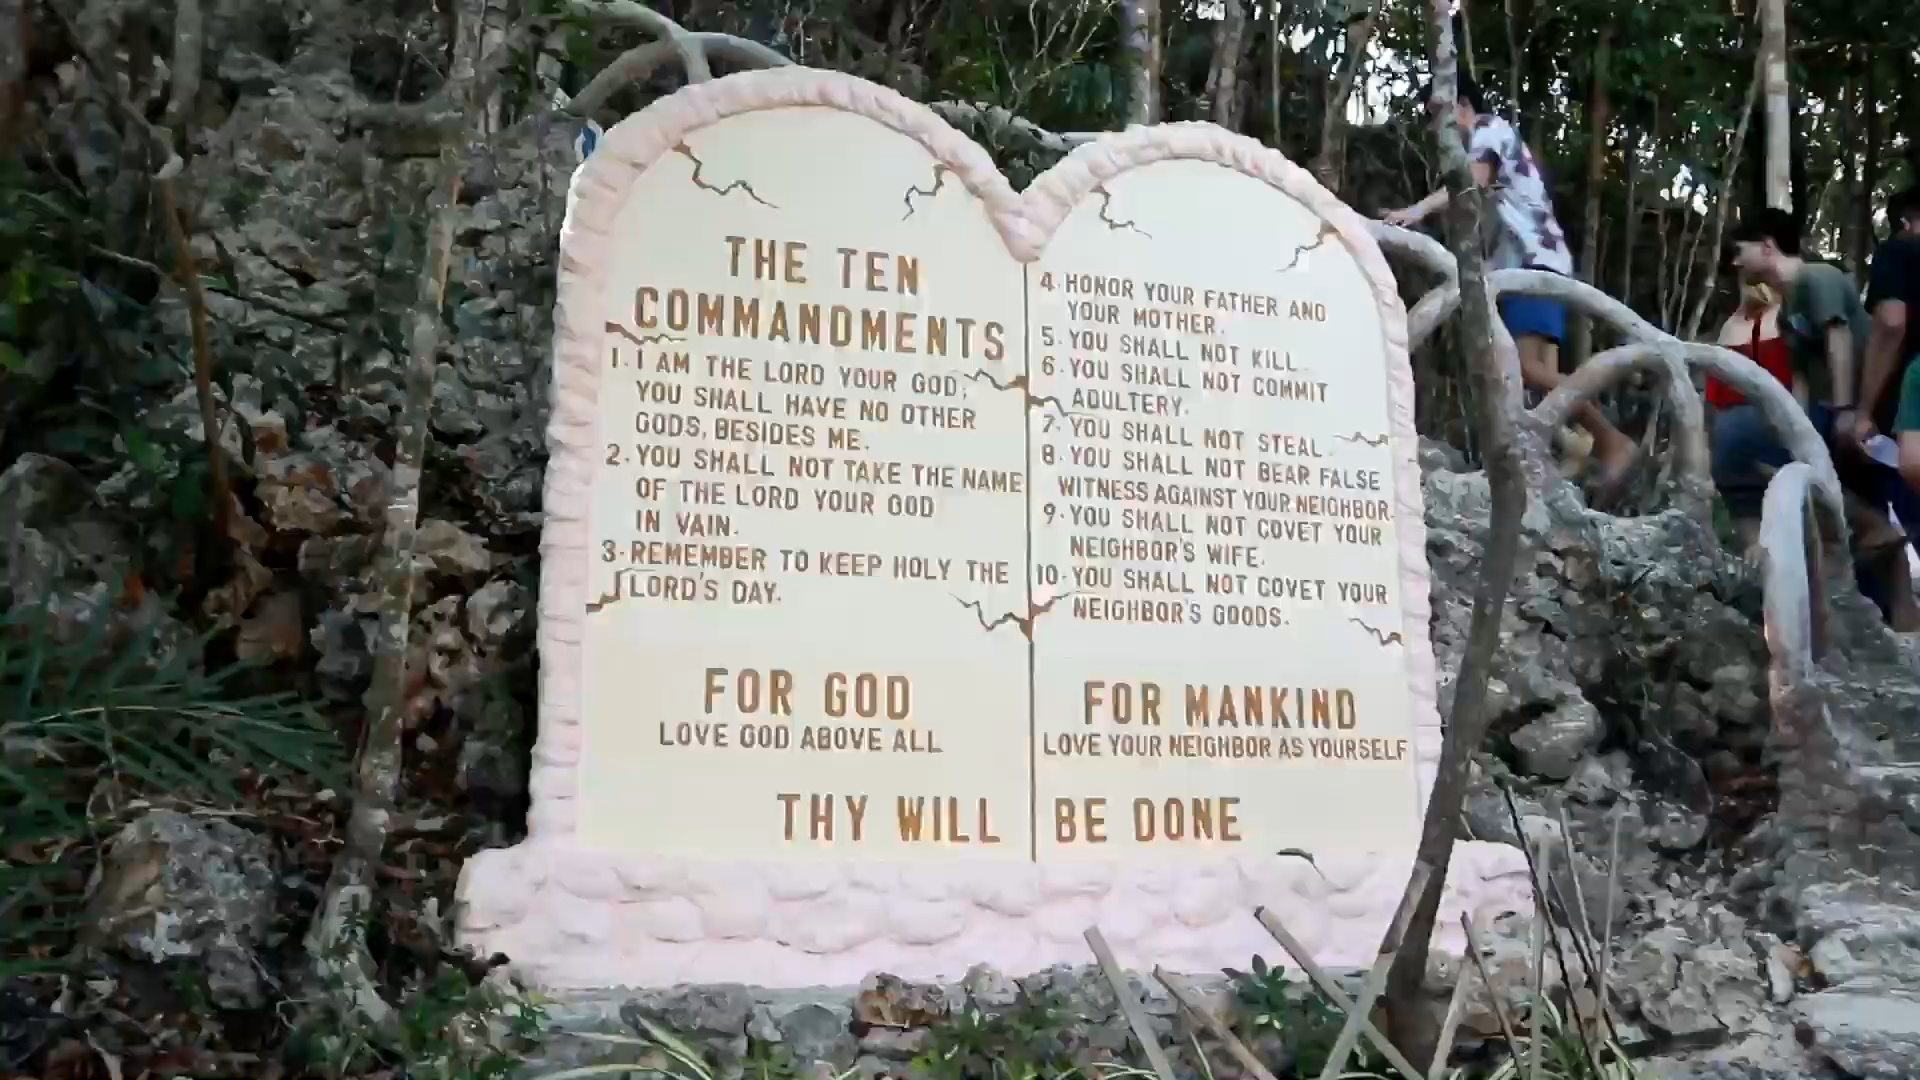 THE TEN
COMMANDMENTS
1. I AM THE LORD YOUR GOD;
YOU SHALL HAVE NO OTHER
GODS, BESIDES ME.
2. YOU SHALL NOT TAKE THE NAME
OF THE LORD YOUR GOD
IN VAIN.
3. REMEMBER TO KEEP HOLY THE
LORD'S DAY.
FOR GOD
LOVE GOD ABOVE ALL
4. HONOR YOUR FATHER AND
YOUR MOTHER.
5. YOU SHALL NOT KILL.
6. YOU SHALL NOT COMMIT
ADULTERY.
7. YOU SHALL NOT STEAL.
8. YOU SHALL NOT BEAR FALSE
WITNESS AGAINST YOUR NEIGHBOR.
9. YOU SHALL NOT COVET YOUR
NEIGHBOR'S WIFE.
10. YOU SHALL NOT COVET YOUR
NEIGHBOR'S GOODS.
FOR MANKIND
LOVE YOUR NEIGHBOR AS YOURSELF
THY WILL BE DONE